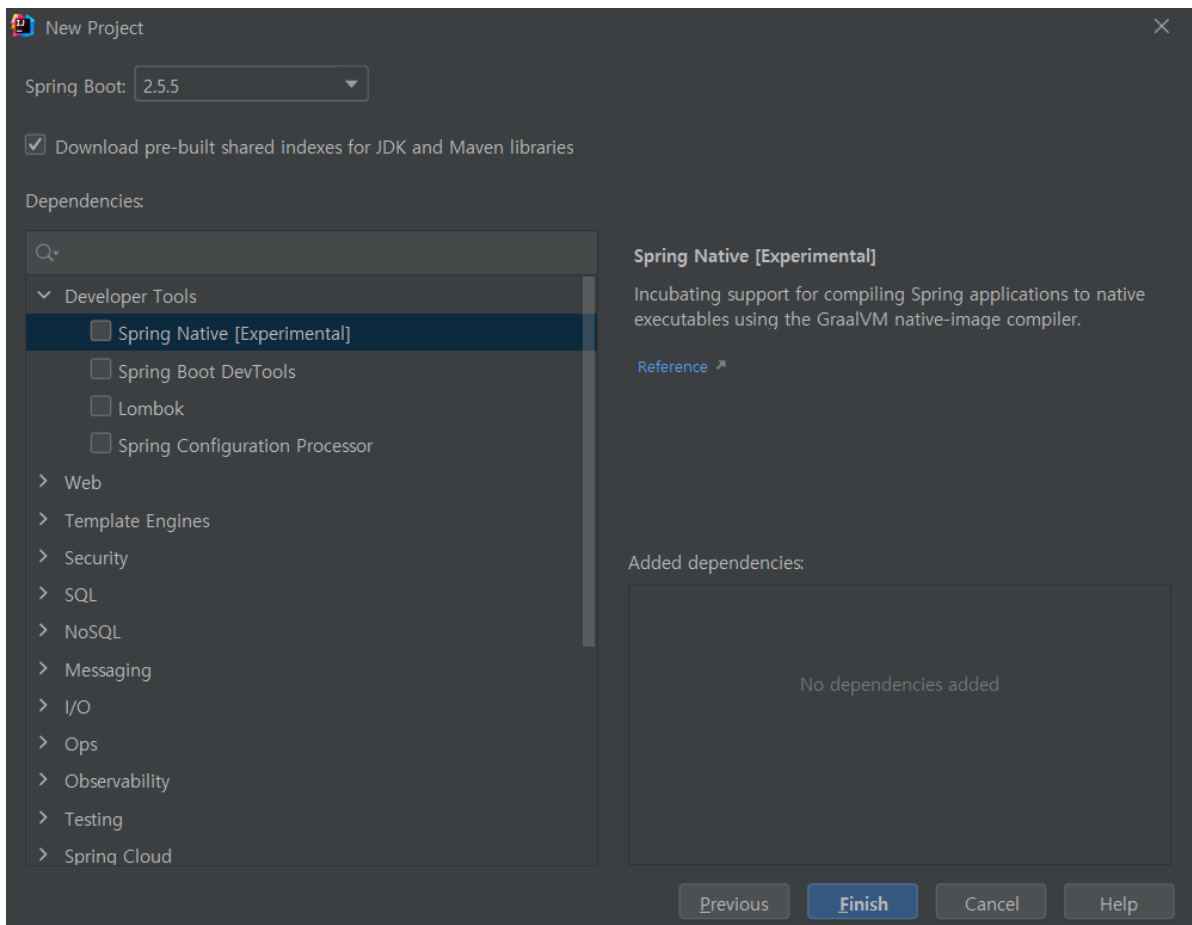 New Project
Spring Boot: 2.5.5
Download pre-built shared indexes for JDK and Maven libraries
Dependencies:
Developer Tools
Spring Native [Experimental]
Spring Boot DevTools
Lombok
Spring Configuration Processor
Web
Template Engines
Security
SQL
NoSQL
Messaging
I/O
Ops
Observability
Testing
Spring Cloud
Spring Native [Experimental]
Incubating support for compiling Spring applications to native
executables using the GraalVM native-image compiler.
Reference
Added dependencies:
No dependencies added
Previous
Finish
Cancel
Help